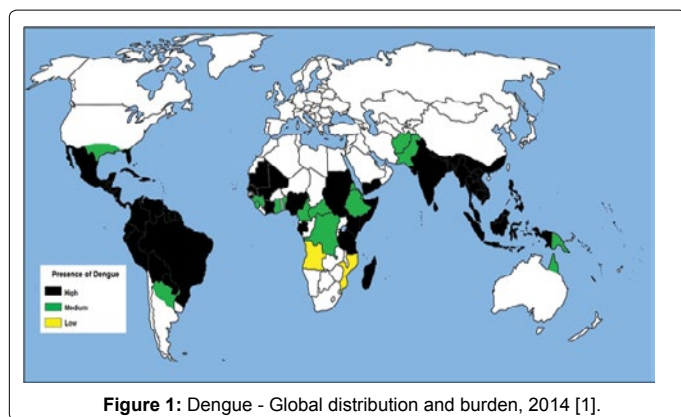 Presence of Dengue
High
Medium
Low
Figure 1: Dengue - Global distribution and burden, 2014 [1].